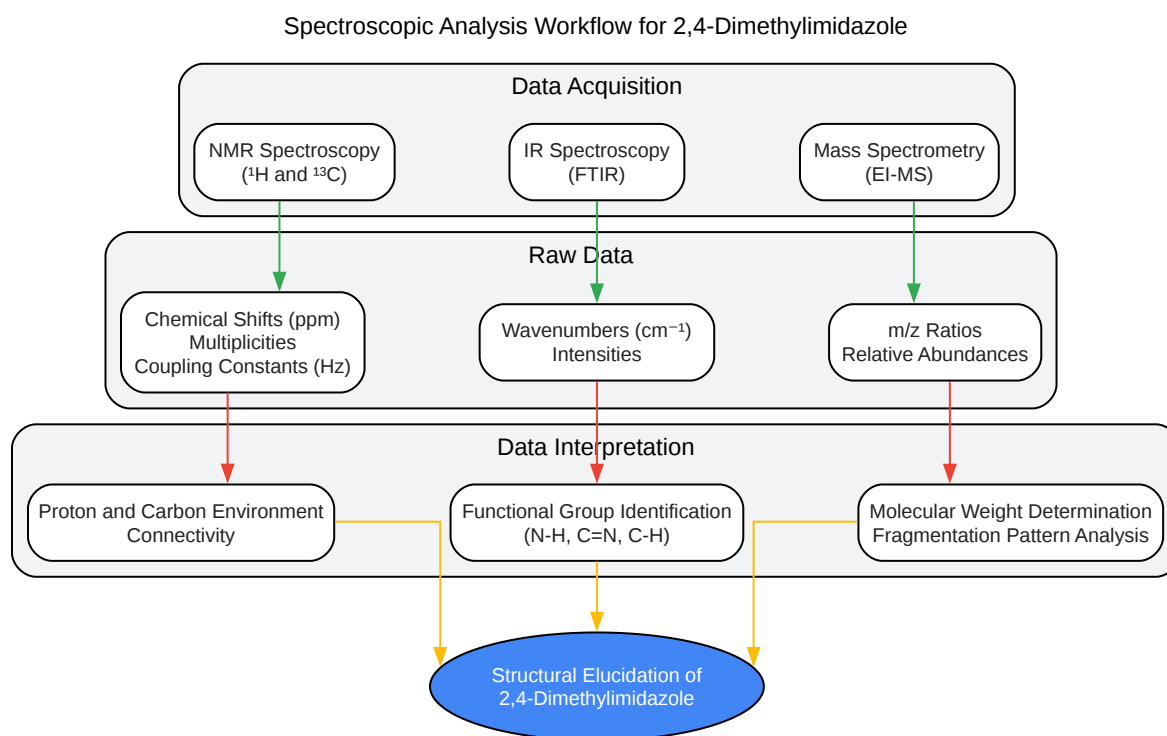 Spectroscopic Analysis Workflow for 2,4-Dimethylimidazole
Data Acquisition
NMR Spectroscopy
(¹H and ¹³C)
IR Spectroscopy
(FTIR)
Mass Spectrometry
(EI-MS)
Raw Data
Chemical Shifts (ppm)
Multiplicities
Coupling Constants (Hz)
Wavenumbers (cm⁻¹)
Intensities
m/z Ratios
Relative Abundances
Data Interpretation
Proton and Carbon Environment
Connectivity
Functional Group Identification
(N-H, C=N, C-H)
Molecular Weight Determination
Fragmentation Pattern Analysis
Structural Elucidation of
2,4-Dimethylimidazole